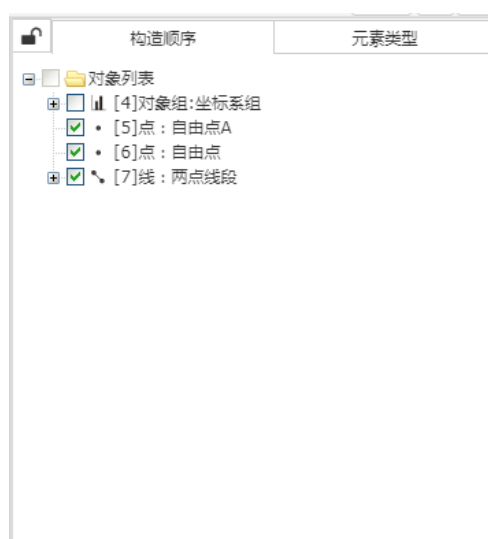 构造顺序 元素类型
对象列表
[4]对象组:坐标系组
[5]点：自由点A
[6]点：自由点
[7]线：两点线段